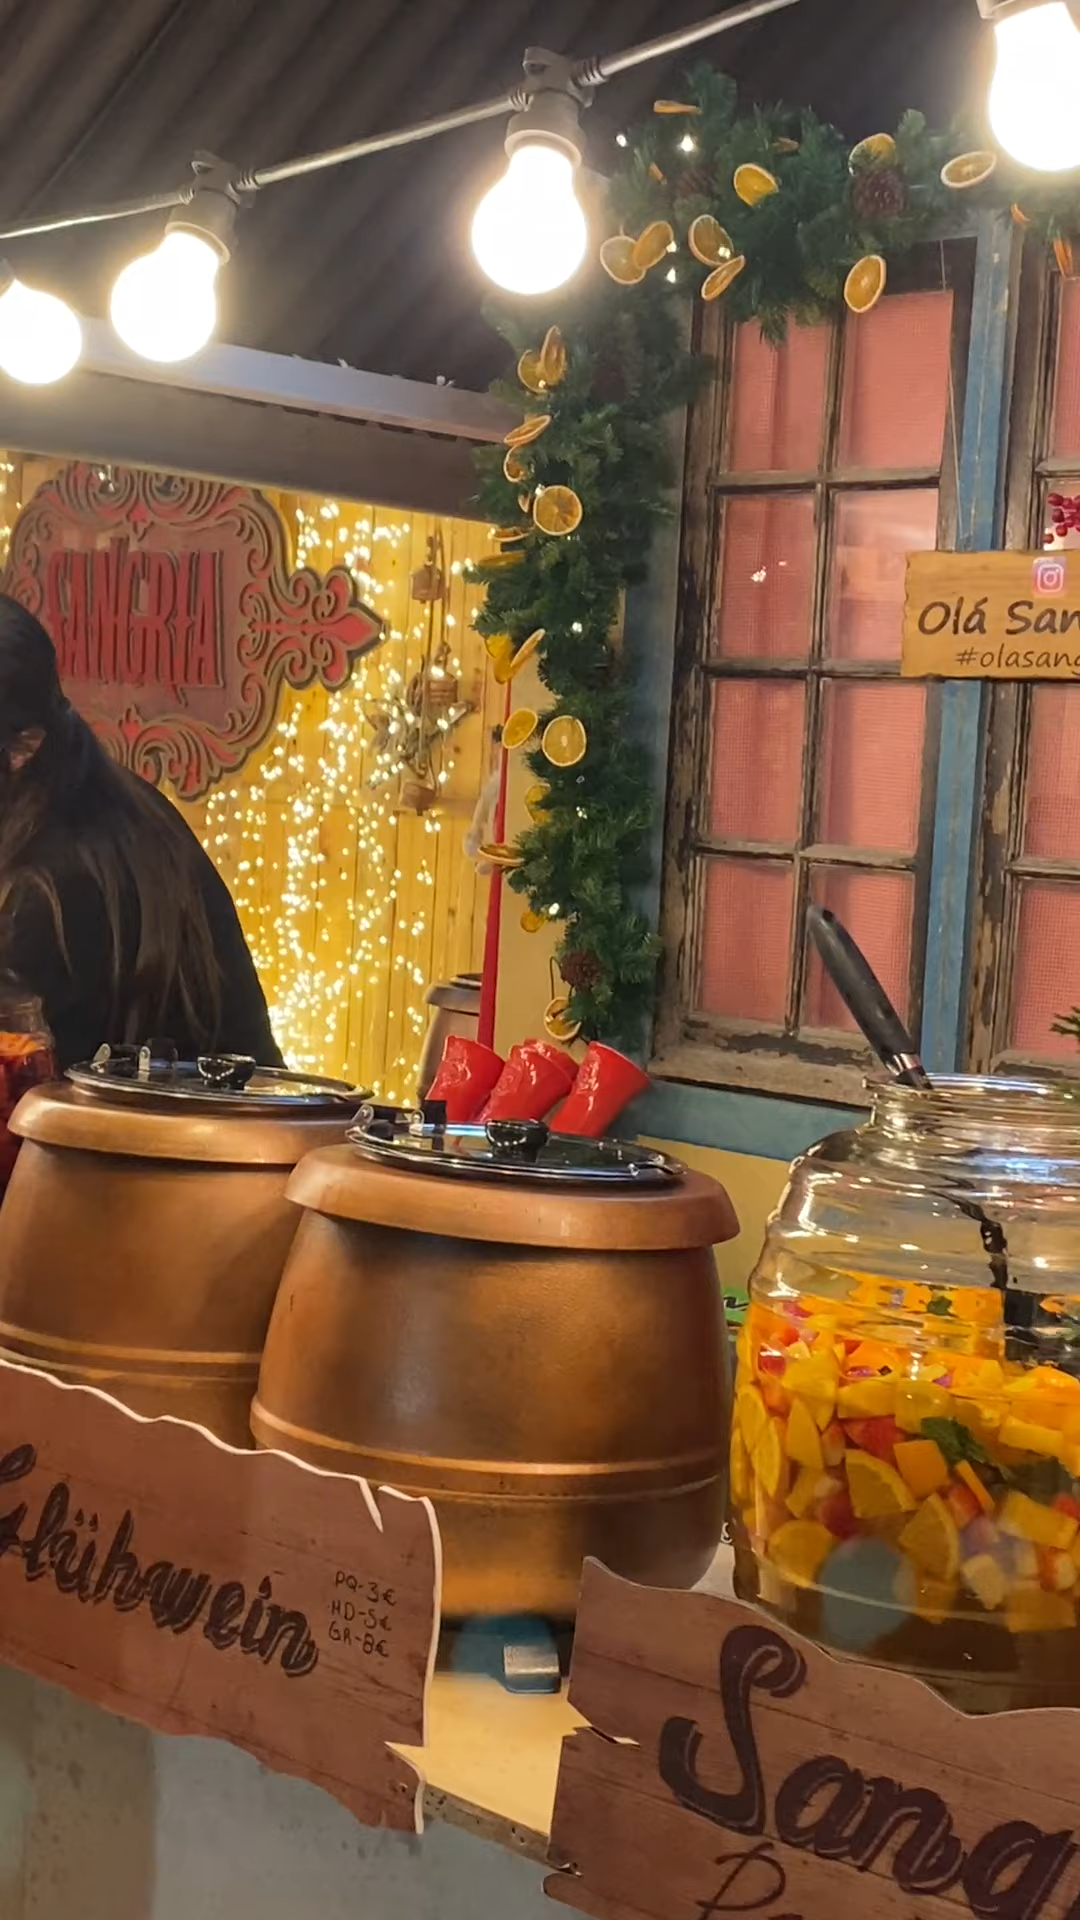 SANGRIA
Olá San
#olasang
Glühwein
PQ-3€
MD-5€
GR-8€
Sang